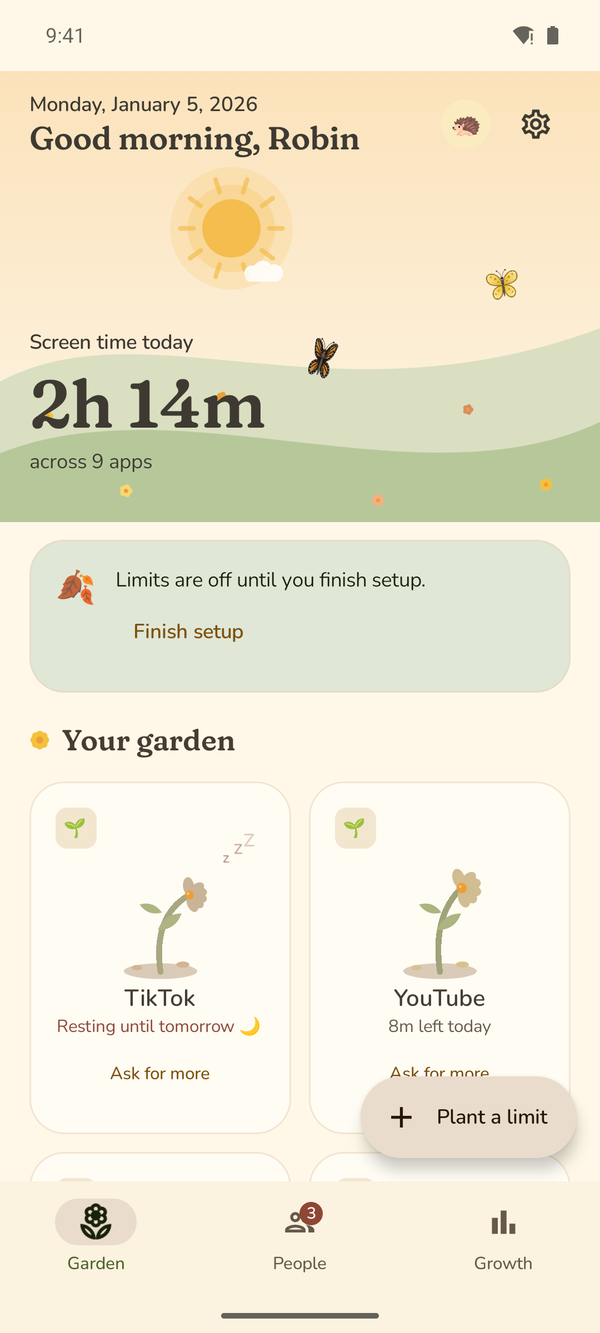 9:41
Monday, January 5, 2026
Good morning, Robin
Screen time today
2h 14m
across 9 apps
Limits are off until you finish setup.
Finish setup
Your garden
z z Z
TikTok
Resting until tomorrow 🌙
Ask for more
YouTube
8m left today
Ask for more
Plant a limit
Garden
3
People
Growth